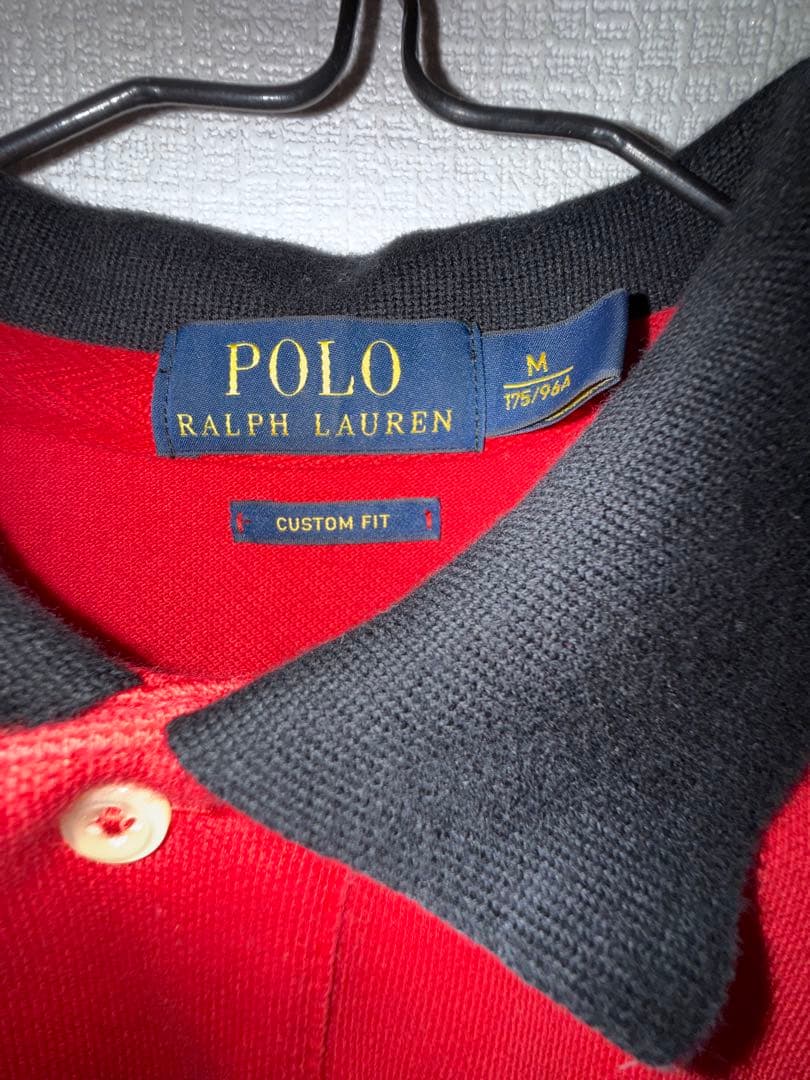 POLO
RALPH LAUREN
M
175/96A
CUSTOM FIT